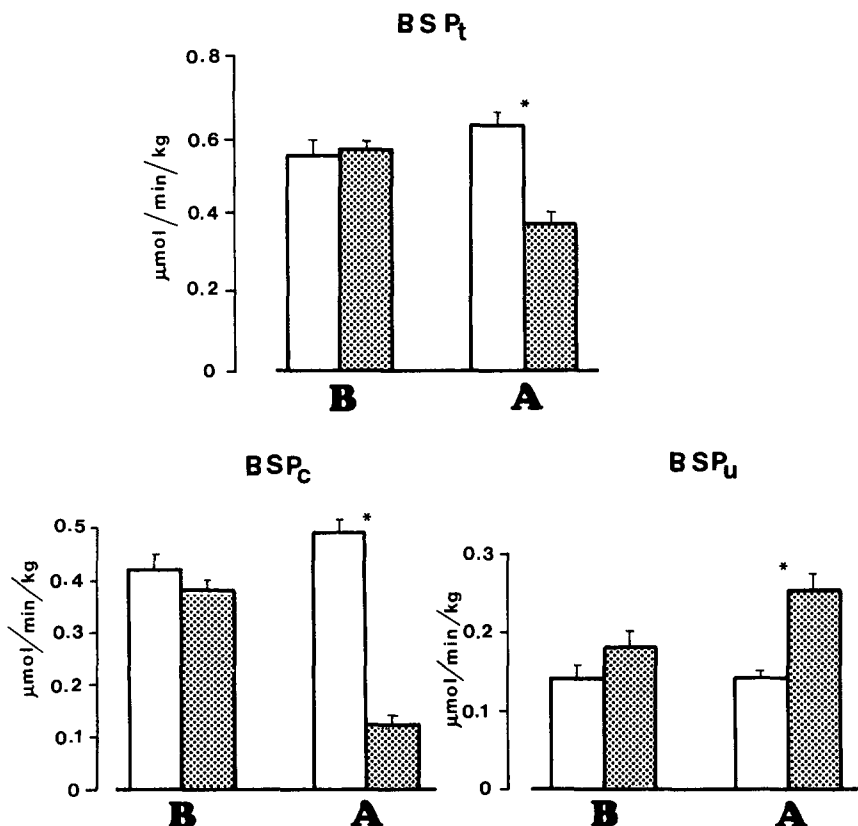 BSPt
μmol/min/kg
0.8
0.6
0.4
0.2
0
*
B A
BSPc
μmol/min/kg
0.5
0.4
0.3
0.2
0.1
0
*
B A
BSPu
μmol/min/kg
0.3
0.2
0.1
0
*
B A